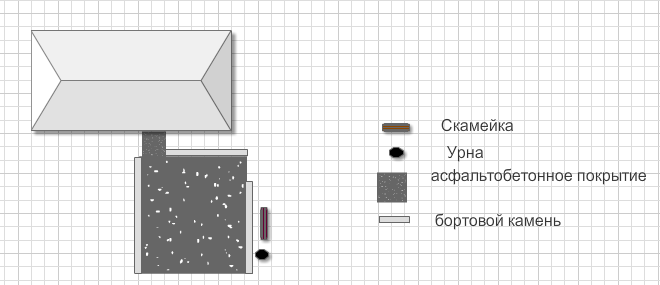 Скамейка
Урна
асфальтобетонное покрытие
бортовой камень